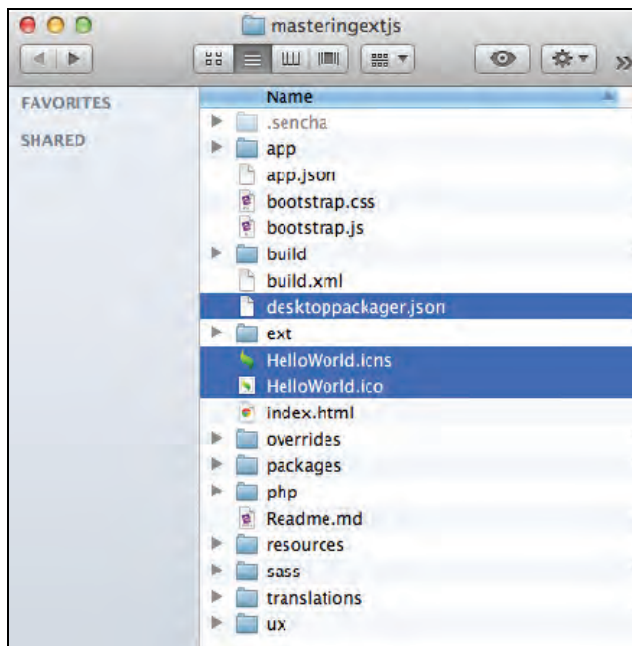 masteringextjs
FAVORITES
SHARED
Name
.sencha
app
app.json
bootstrap.css
bootstrap.js
build
build.xml
desktoppackager.json
ext
HelloWorld.icns
HelloWorld.ico
index.html
overrides
packages
php
Readme.md
resources
sass
translations
ux